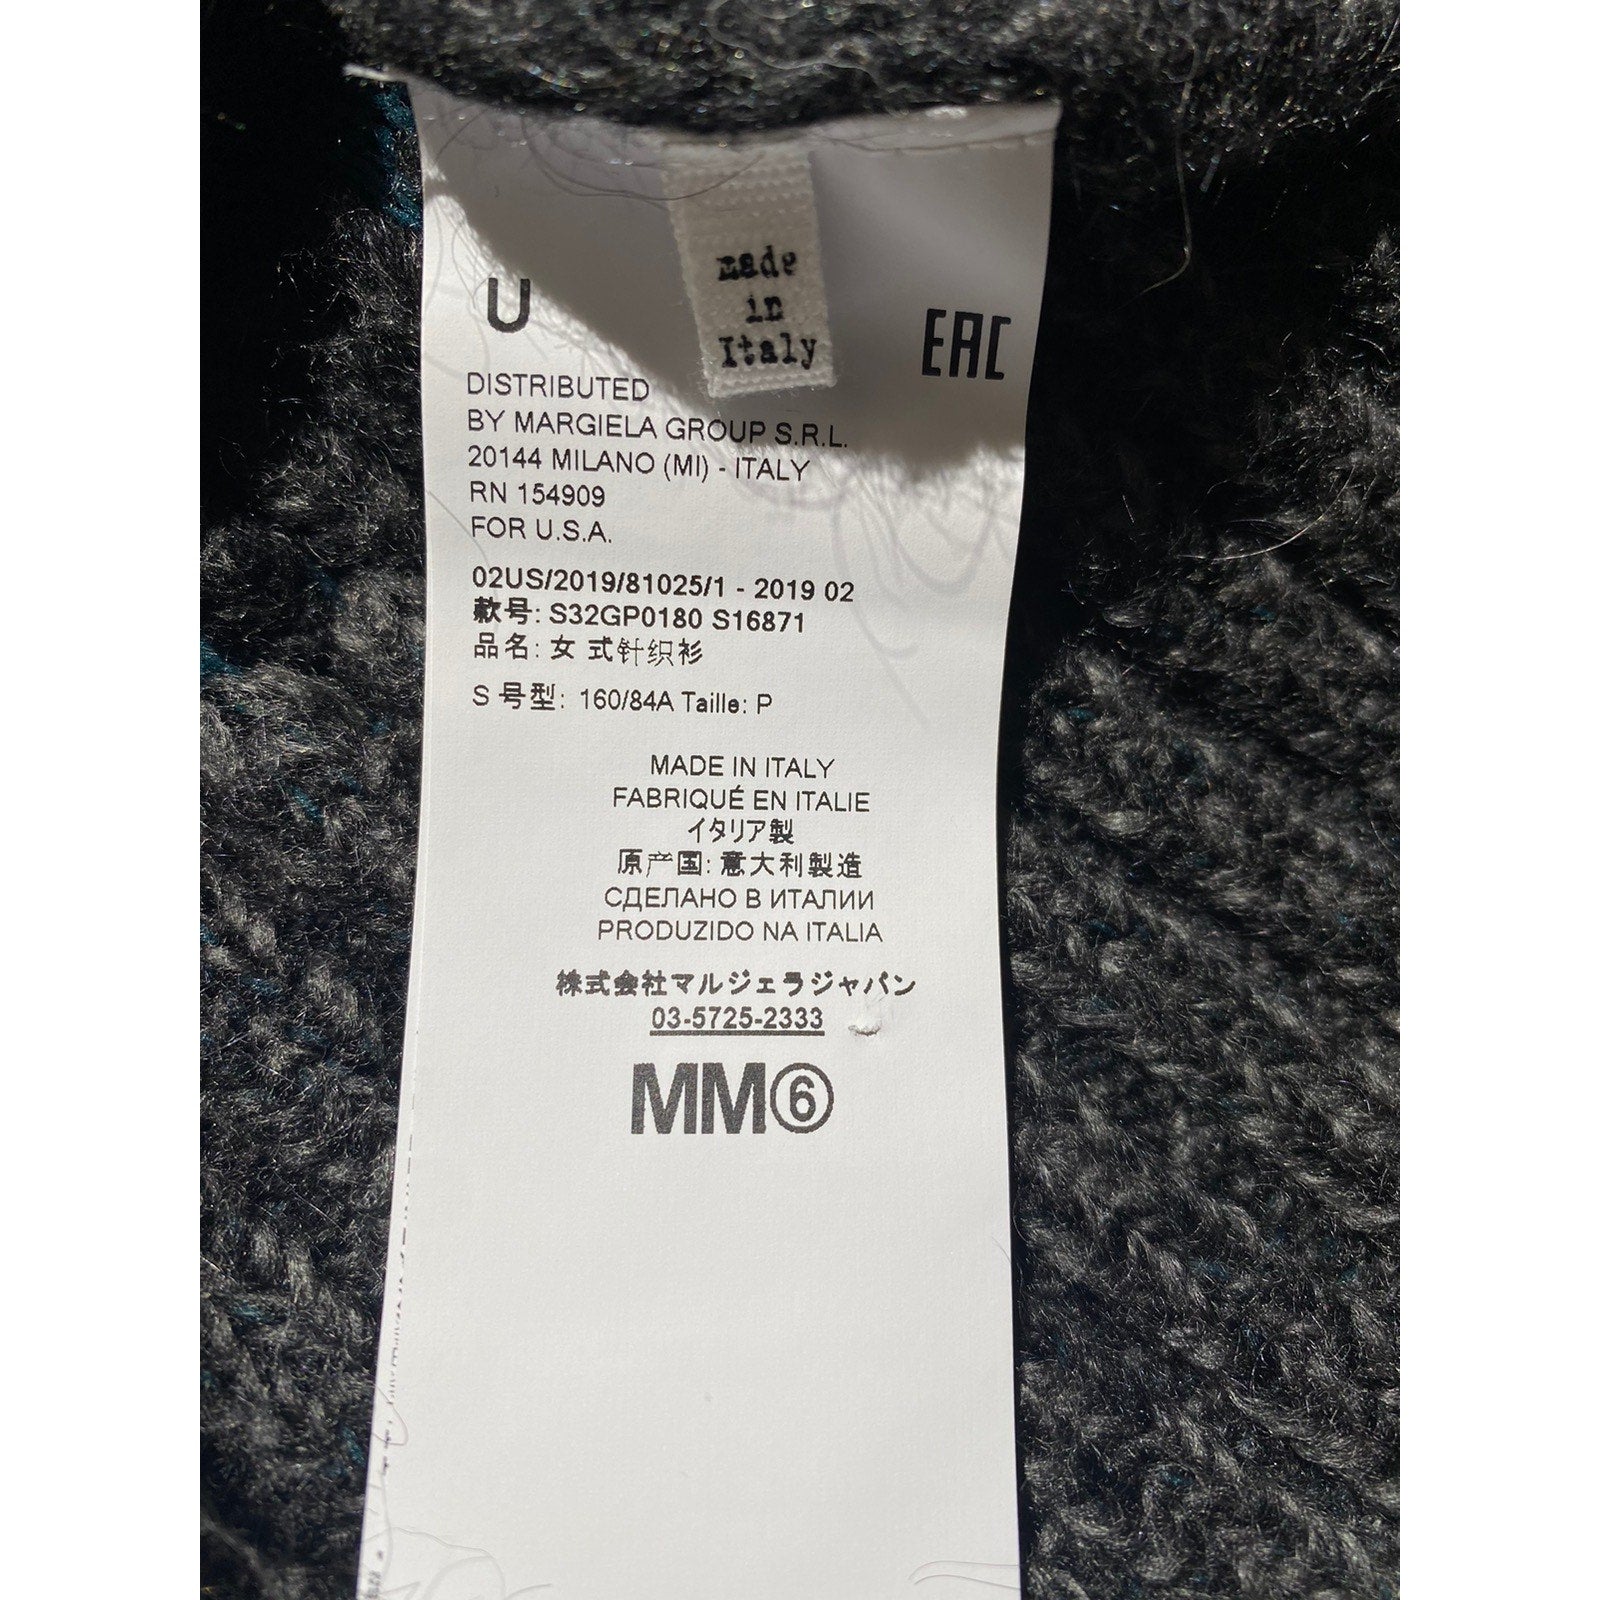 made
in
Italy
U
EAC
DISTRIBUTED
BY MARGIELA GROUP S.R.L.
20144 MILANO (MI) - ITALY
RN 154909
FOR U.S.A.
02US/2019/81025/1 - 2019 02
款号: S32GP0180 S16871
品名: 女 式针织衫
S 号型: 160/84A Taille: P
MADE IN ITALY
FABRIQUÉ EN ITALIE
イタリア製
原产国: 意大利製造
СДЕЛАНО В ИТАЛИИ
PRODUZIDO NA ITALIA
株式会社マルジェラジャパン
03-5725-2333
MM⑥